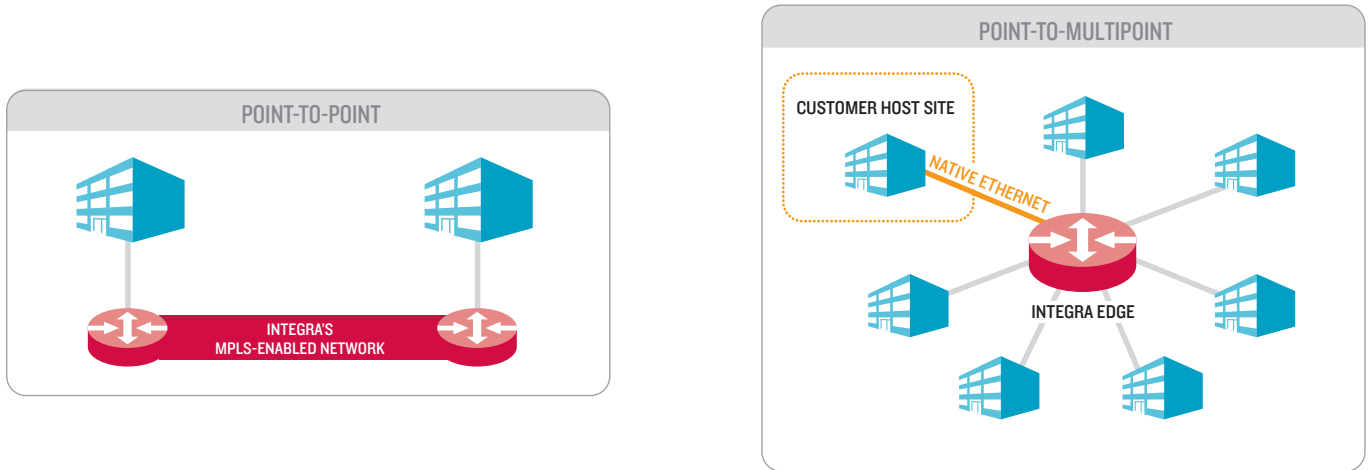 POINT-TO-POINT
INTEGRA'S
MPLS-ENABLED NETWORK
POINT-TO-MULTIPOINT
CUSTOMER HOST SITE
NATIVE ETHERNET
INTEGRA EDGE